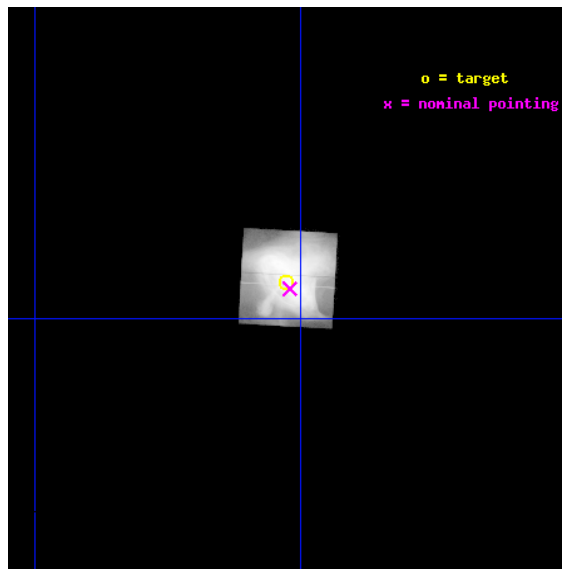 o = target
x = nominal pointing